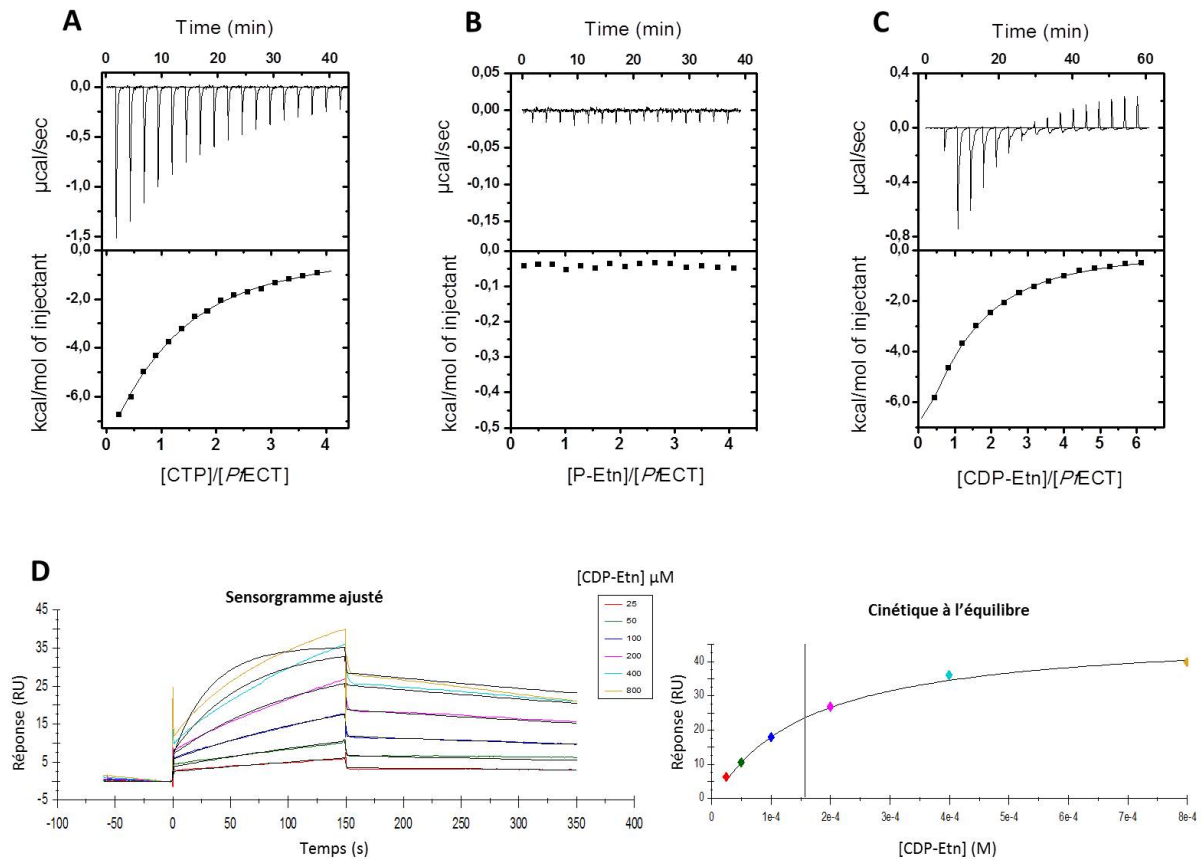 A
Time (min)
0 10 20 30 40
0,0
-0,5
-1,0
-1,5
µcal/sec
0,0
-2,0
-4,0
-6,0
kcal/mol of injectant
0 1 2 3 4
[CTP]/[PfECT]
B
Time (min)
0 10 20 30 40
0,05
0,00
-0,05
-0,10
-0,15
µcal/sec
0,0
-0,1
-0,2
-0,3
-0,4
-0,5
kcal/mol of injectant
0 1 2 3 4
[P-Etn]/[PfECT]
C
Time (min)
0 20 40 60
0,4
0,0
-0,4
-0,8
µcal/sec
-2,0
-4,0
-6,0
kcal/mol of injectant
0 1 2 3 4 5 6
[CDP-Etn]/[PfECT]
D
Sensorgramme ajusté
45
35
25
15
5
-5
Réponse (RU)
-100 -50 0 50 100 150 200 250 300 350 400
Temps (s)
[CDP-Etn] µM
25
50
100
200
400
800
Cinétique à l'équilibre
40
30
20
10
0
Réponse (RU)
0 1e-4 2e-4 3e-4 4e-4 5e-4 6e-4 7e-4 8e-4
[CDP-Etn] (M)